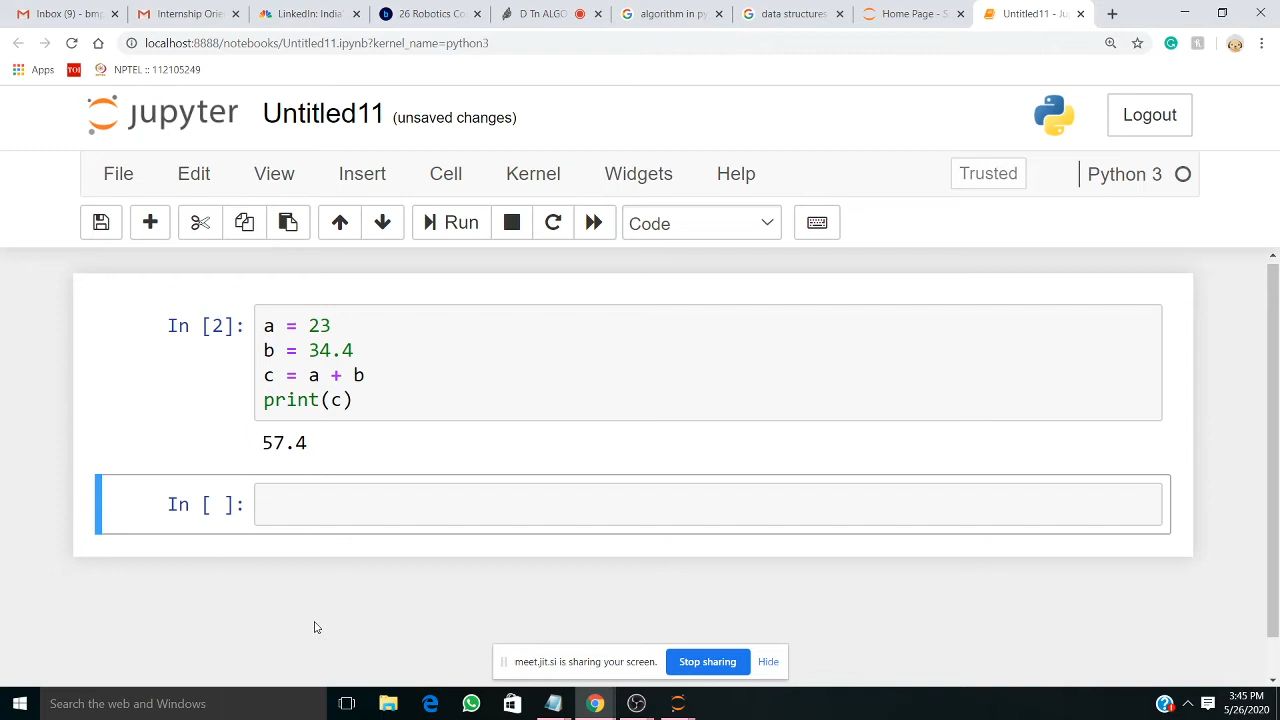 Inbox (9) - bmp
Internship Orie
LinkedIn Indis
26 Robotics Co
D Tn ALGO
algorithm in py
data structures
Home Page - S
Untitled11 - Ju
localhost:8888/notebooks/Untitled11.ipynb?kernel_name=python3
Apps
TOI
NPTEL :: 112105249
jupyter Untitled11 (unsaved changes)
Logout
File Edit View Insert Cell Kernel Widgets Help
Trusted
Python 3
Run
Code
In [2]:
a = 23
b = 34.4
c = a + b
print(c)
57.4
In [ ]:
meet.jit.si is sharing your screen.
Stop sharing
Hide
Search the web and Windows
3:45 PM
5/26/2020